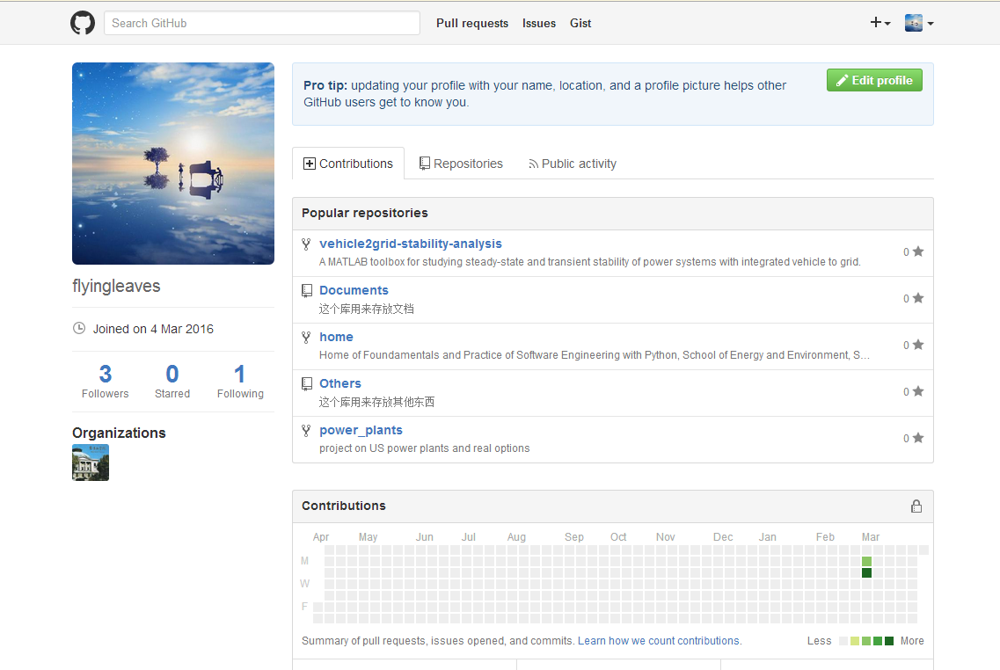 Search GitHub
Pull requests Issues Gist
Pro tip: updating your profile with your name, location, and a profile picture helps other
GitHub users get to know you.
Edit profile
Contributions Repositories Public activity
flyingleaves
Joined on 4 Mar 2016
3 0 1
Followers Starred Following
Organizations
Popular repositories
vehicle2grid-stability-analysis
A MATLAB toolbox for studying steady-state and transient stability of power systems with integrated vehicle to grid.
0
Documents
这个库用来存放文档
0
home
Home of Foundamentals and Practice of Software Engineering with Python, School of Energy and Environment, S…
0
Others
这个库用来存放其他东西
0
power_plants
project on US power plants and real options
0
Contributions
Apr May Jun Jul Aug Sep Oct Nov Dec Jan Feb Mar
M
W
F
Summary of pull requests, issues opened, and commits. Learn how we count contributions. Less More